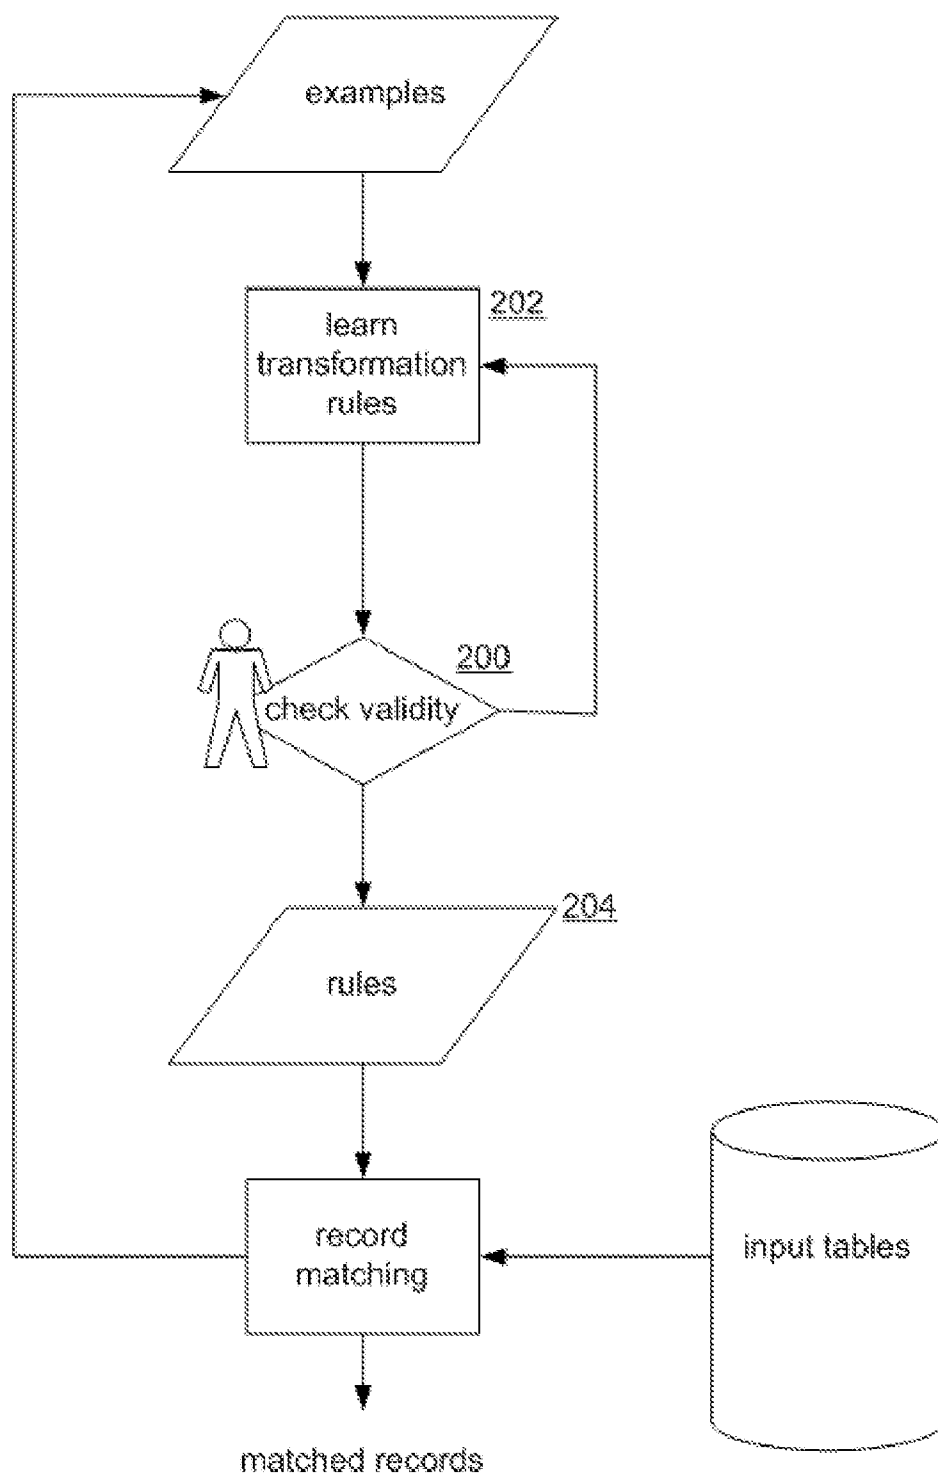 examples
202
learn
transformation
rules
200
check validity
204
rules
record
matching
input tables
matched records